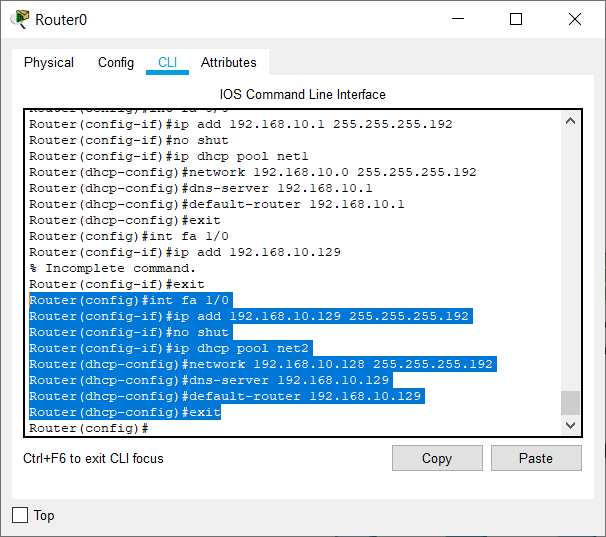 Router0
Physical Config CLI Attributes
IOS Command Line Interface
Router(config-if)#ip add 192.168.10.1 255.255.255.192
Router(config-if)#no shut
Router(config-if)#ip dhcp pool net1
Router(dhcp-config)#network 192.168.10.0 255.255.255.192
Router(dhcp-config)#dns-server 192.168.10.1
Router(dhcp-config)#default-router 192.168.10.1
Router(dhcp-config)#exit
Router(config)#int fa 1/0
Router(config-if)#ip add 192.168.10.129
% Incomplete command.
Router(config-if)#exit
Router(config)#int fa 1/0
Router(config-if)#ip add 192.168.10.129 255.255.255.192
Router(config-if)#no shut
Router(config-if)#ip dhcp pool net2
Router(dhcp-config)#network 192.168.10.128 255.255.255.192
Router(dhcp-config)#dns-server 192.168.10.129
Router(dhcp-config)#default-router 192.168.10.129
Router(dhcp-config)#exit
Router(config)#
Ctrl+F6 to exit CLI focus
Copy Paste
Top